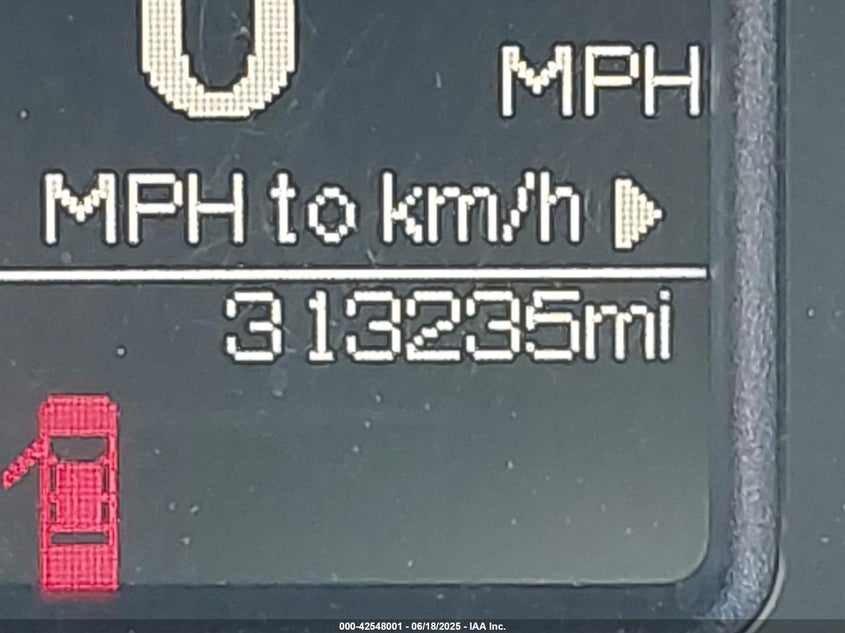 0 MPH
MPH to km/h
313235mi
000-42548001 - 06/18/2025 - IAA Inc.